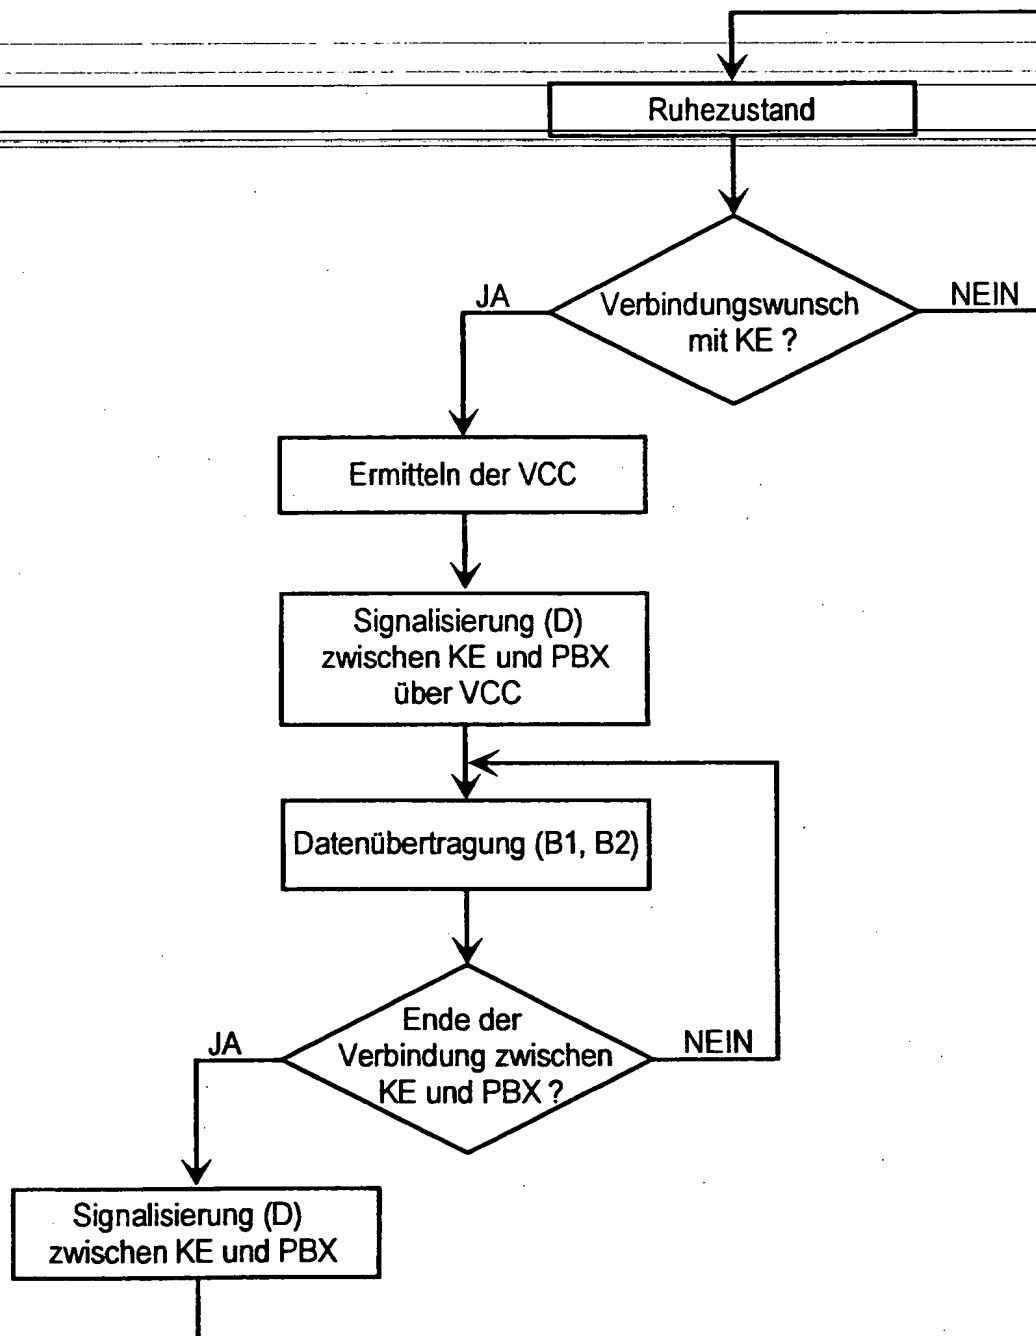 Ruhezustand
JA
Verbindungswunsch
mit KE ?
NEIN
Ermitteln der VCC
Signalisierung (D)
zwischen KE und PBX
über VCC
Datenübertragung (B1, B2)
JA
Ende der
Verbindung zwischen
KE und PBX ?
NEIN
Signalisierung (D)
zwischen KE und PBX